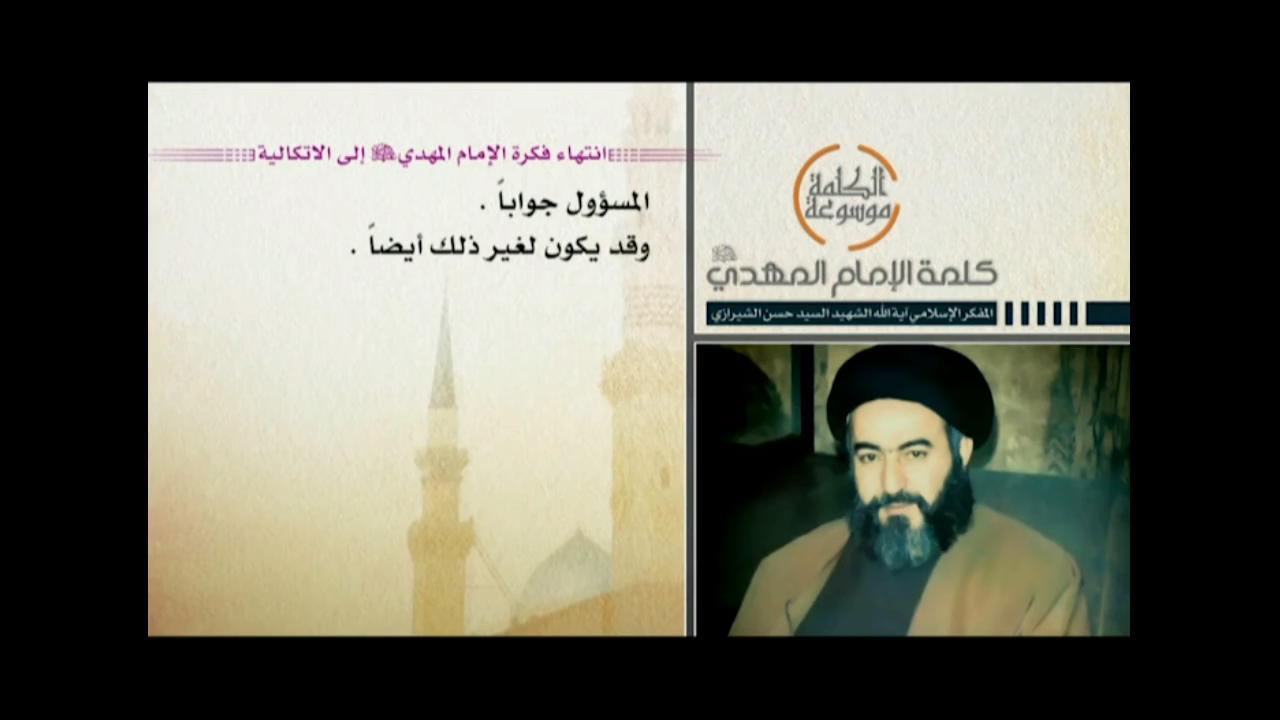 انتهاء فكرة الإمام المهدي إلى الاتكالية
المسؤول جواباً .
وقد يكون لغير ذلك أيضاً .
الكلمة
موسوعة
كلمة الإمام المهدي
المفكر الإسلامي آية الله الشهيد السيد حسن الشيرازي